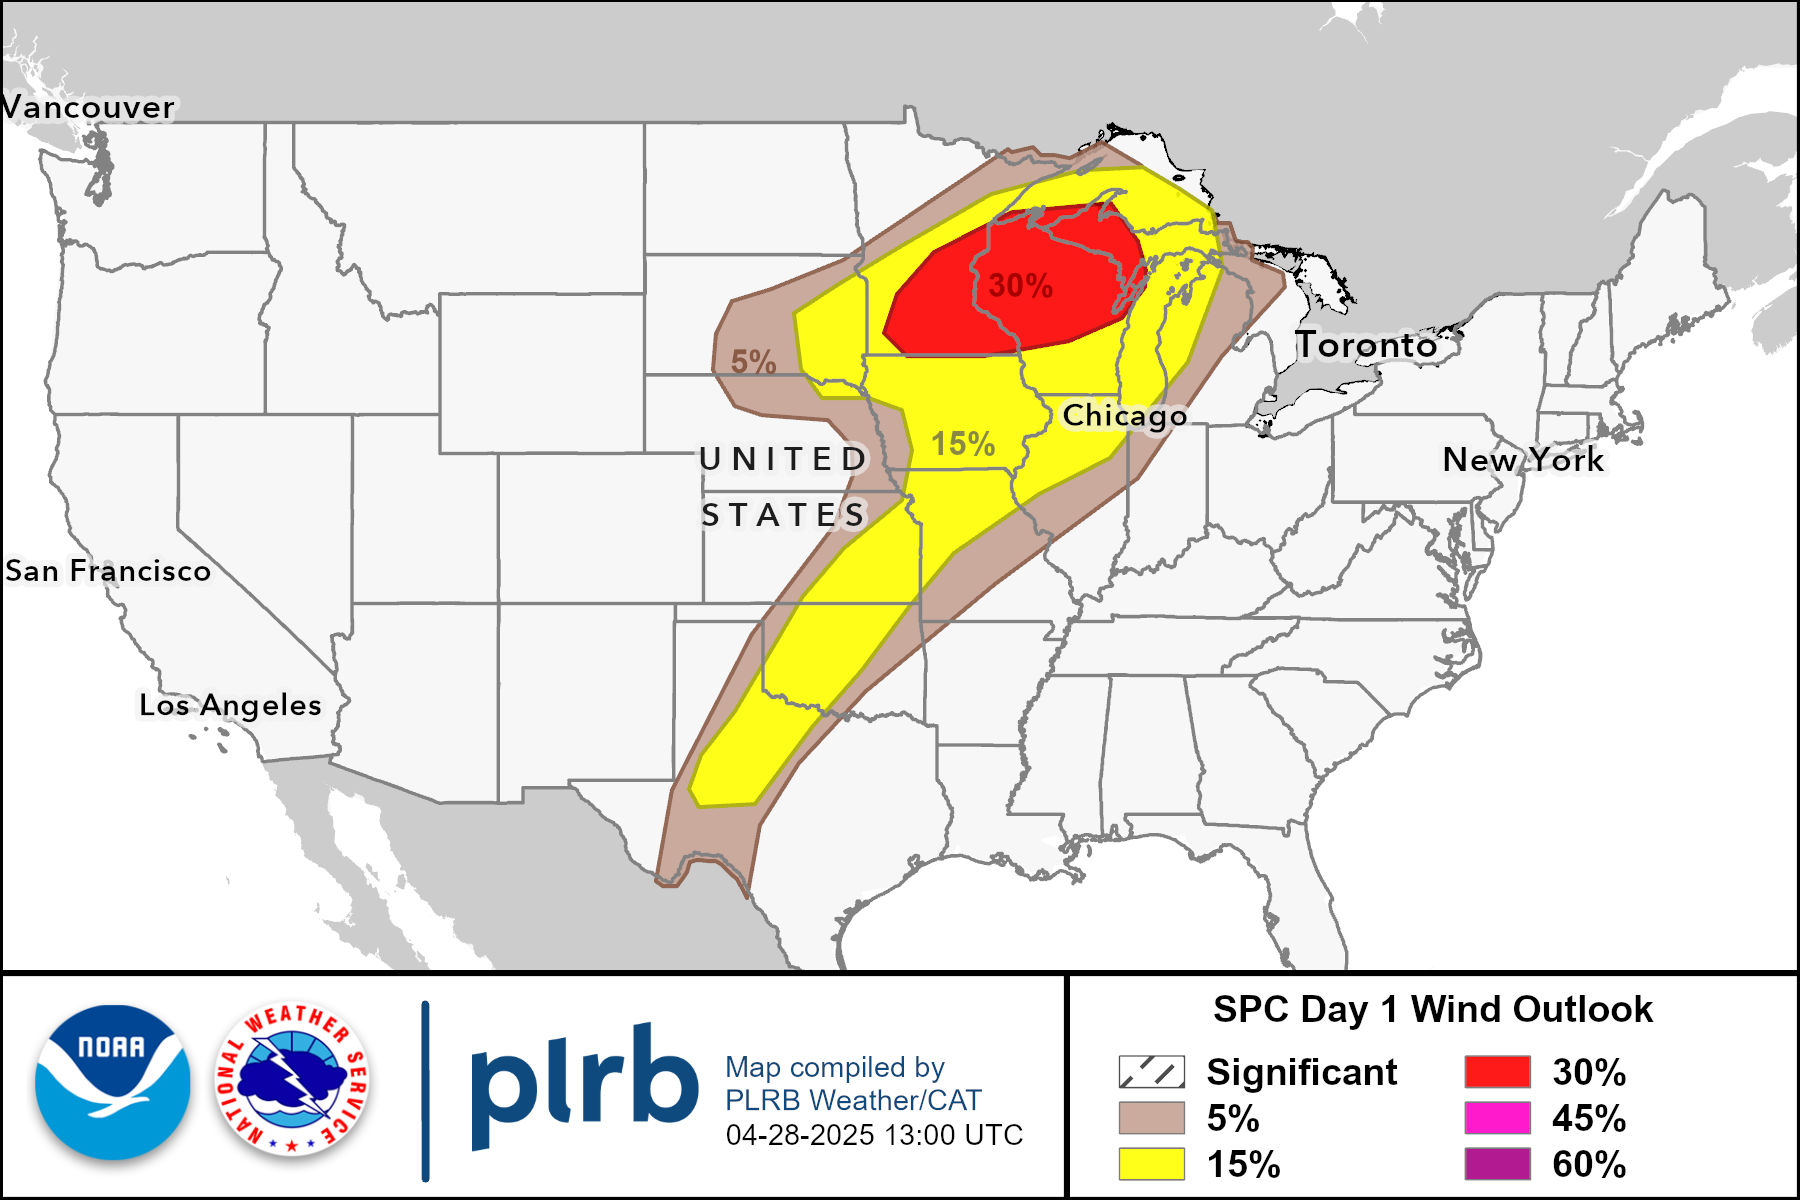 Vancouver
30%
Toronto
5%
Chicago
15%
UNITED
STATES
New York
San Francisco
Los Angeles
NOAA
NATIONAL WEATHER SERVICE
plrb
Map compiled by
PLRB Weather/CAT
04-28-2025 13:00 UTC
SPC Day 1 Wind Outlook
Significant
5%
15%
30%
45%
60%